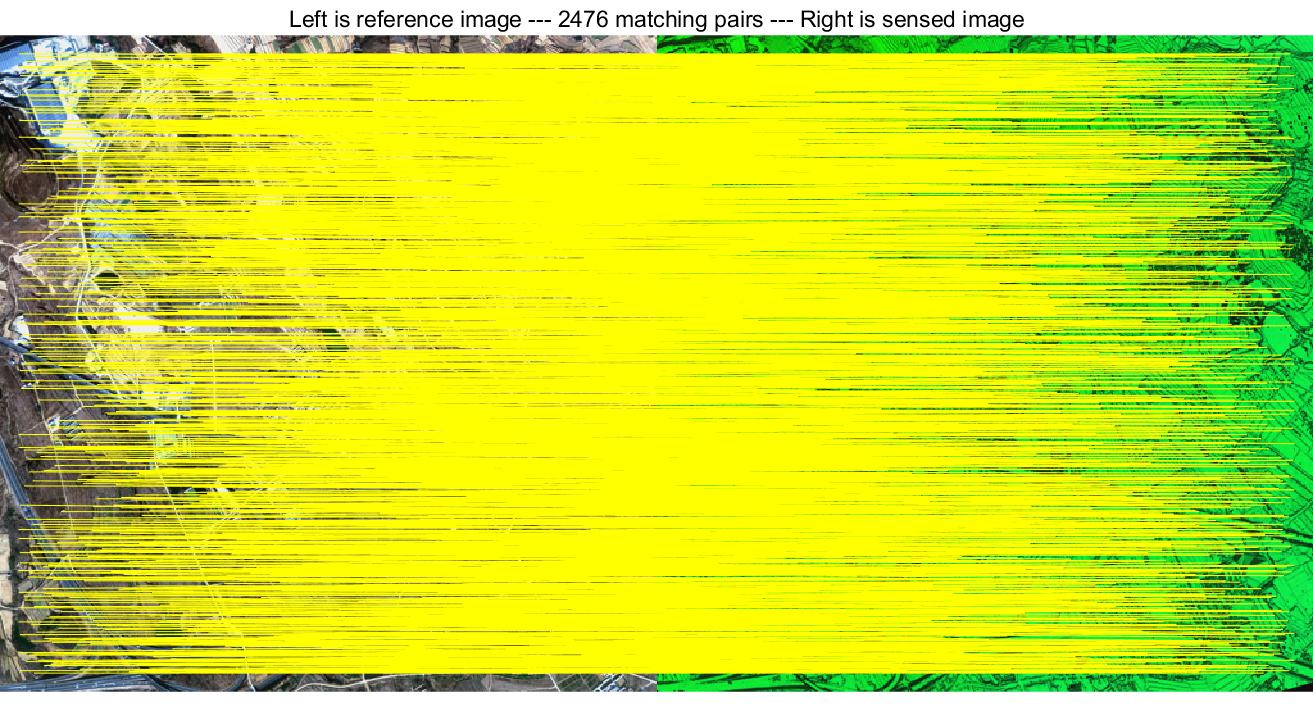 Left is reference image --- 2476 matching pairs --- Right is sensed image